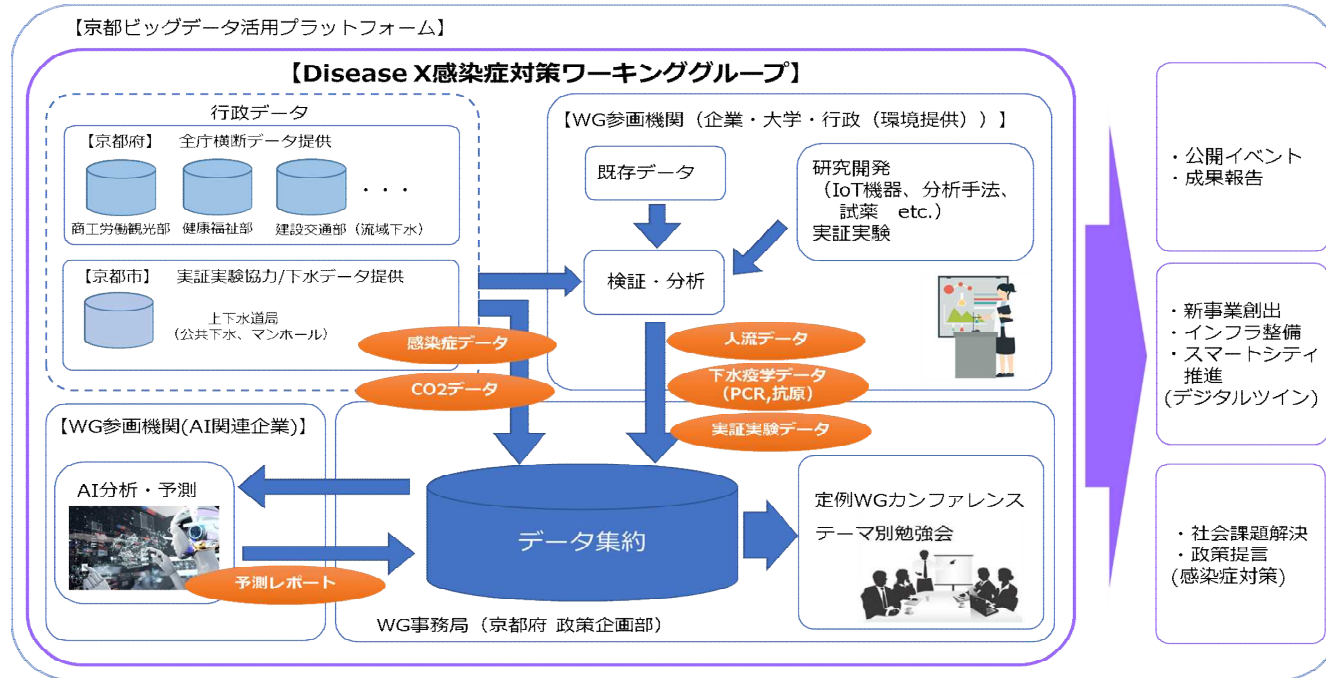 【京都ビッグデータ活用プラットフォーム】
【Disease X感染症対策ワーキンググループ】
行政データ
【京都府】　全庁横断データ提供
・・・
商工労働観光部
健康福祉部
建設交通部（流域下水）
【京都市】　実証実験協力/下水データ提供
上下水道局
（公共下水、マンホール）
【WG参画機関（企業・大学・行政（環境提供））】
既存データ
研究開発
（IoT機器、分析手法、
試薬　etc.）
実証実験
検証・分析
感染症データ
CO2データ
人流データ
下水疫学データ
（PCR,抗原）
実証実験データ
【WG参画機関(AI関連企業)】
AI分析・予測
予測レポート
データ集約
定例WGカンファレンス
テーマ別勉強会
WG事務局（京都府 政策企画部）
・公開イベント
・成果報告
・新事業創出
・インフラ整備
・スマートシティ
推進
(デジタルツイン)
・社会課題解決
・政策提言
(感染症対策)